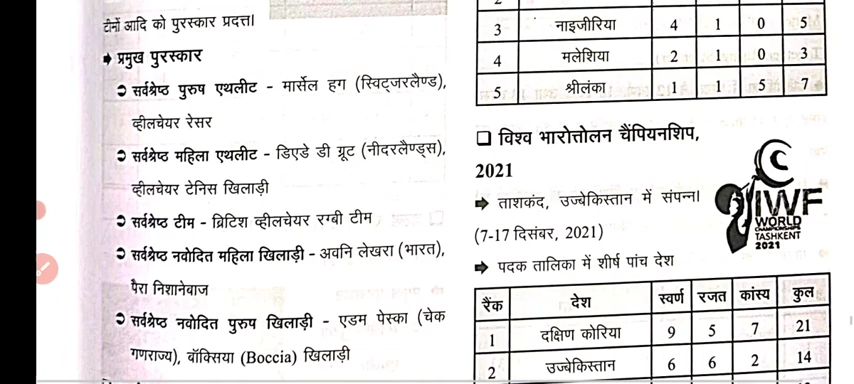 टीमों आदि को पुरस्कार प्रदत्त।
➡ प्रमुख पुरस्कार
➲ सर्वश्रेष्ठ पुरुष एथलीट - मार्सेल हग (स्विट्जरलैण्ड),
व्हीलचेयर रेसर
➲ सर्वश्रेष्ठ महिला एथलीट - डिएडे डी ग्रूट (नीदरलैण्ड्स),
व्हीलचेयर टेनिस खिलाड़ी
➲ सर्वश्रेष्ठ टीम - ब्रिटिश व्हीलचेयर रग्बी टीम
➲ सर्वश्रेष्ठ नवोदित महिला खिलाड़ी - अवनि लेखरा (भारत),
पैरा निशानेबाज
➲ सर्वश्रेष्ठ नवोदित पुरुष खिलाड़ी - एडम पेस्का (चेक
गणराज्य), बॉक्सिया (Boccia) खिलाड़ी
3 नाइजीरिया 4 1 0 5
4 मलेशिया 2 1 0 3
5 श्रीलंका 1 1 5 7
❑ विश्व भारोत्तोलन चैंपियनशिप,
2021
➡ ताशकंद, उज्बेकिस्तान में संपन्न।
(7-17 दिसंबर, 2021)
IWF
WORLD
CHAMPIONSHIPS
TASHKENT
2021
➡ पदक तालिका में शीर्ष पांच देश
रैंक देश स्वर्ण रजत कांस्य कुल
1 दक्षिण कोरिया 9 5 7 21
2 उज्बेकिस्तान 6 6 2 14